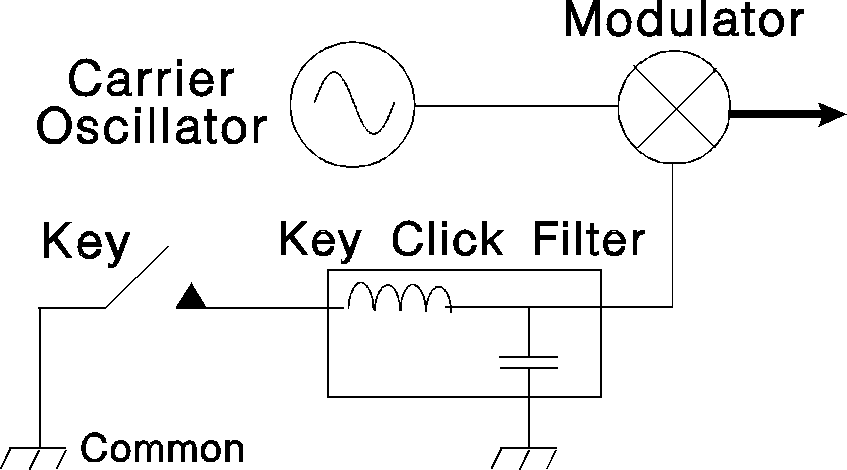 Modulator
Carrier
Oscillator
Key
Key Click Filter
Common